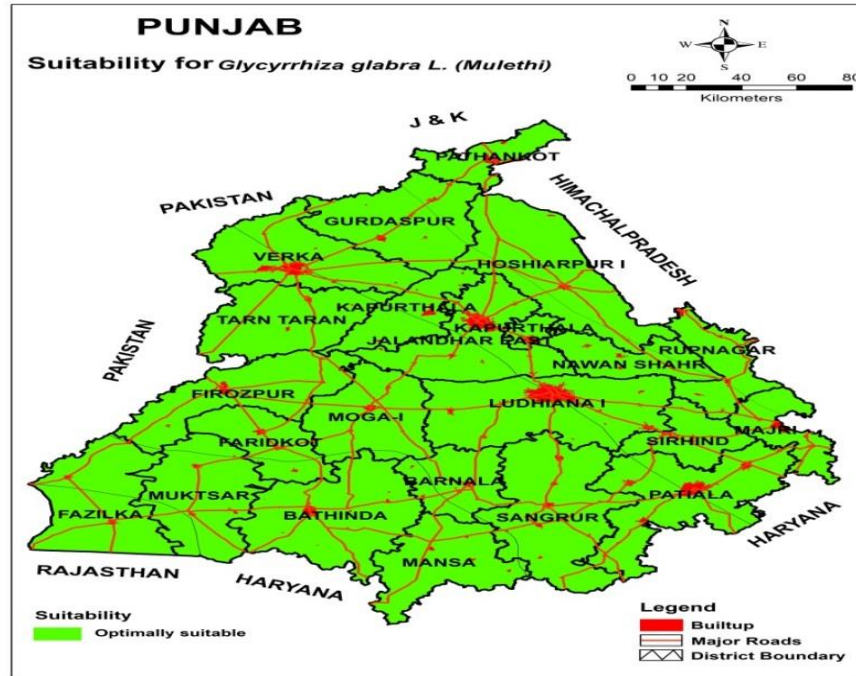 PUNJAB
Suitability for Glycyrrhiza glabra L. (Mulethi)
N
W E
S
0 10 20 40 60 80
Kilometers
J & K
PATHANKOT
PAKISTAN
HIMACHALPRADESH
GURDASPUR
VERKA
HOSHIARPUR I
KAPURTHALA
TARN TARAN
KAPURTHALA
JALANDHAR EAST
PAKISTAN
RUPNAGAR
NAWAN SHAHR
FIROZPUR
LUDHIANA I
MOGA-I
MAJRI
FARIDKOT
SIRHIND
BARNALA
MUKTSAR
PATIALA
FAZILKA
BATHINDA
SANGRUR
HARYANA
MANSA
RAJASTHAN
HARYANA
Suitability
Optimally suitable
Legend
Builtup
Major Roads
District Boundary